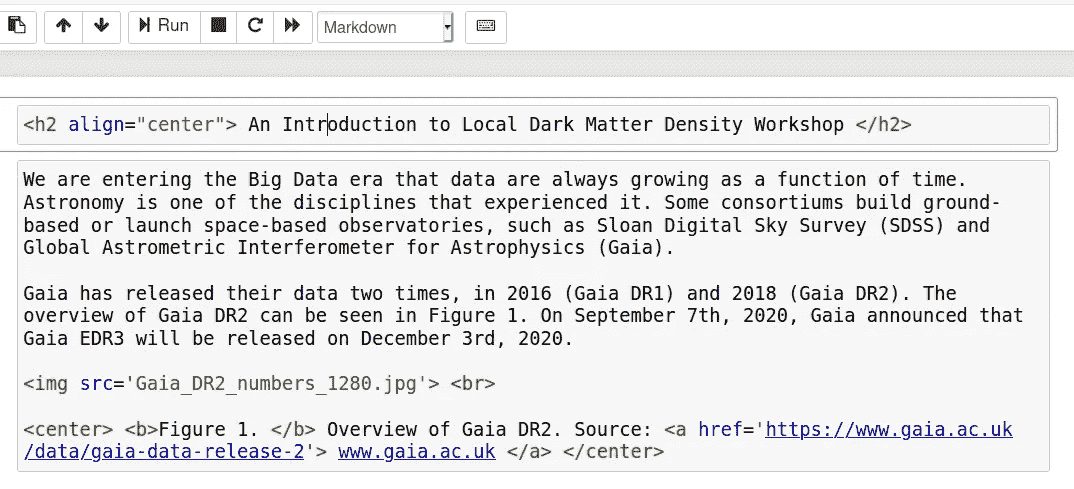 Run
Markdown
<h2 align="center"> An Introduction to Local Dark Matter Density Workshop </h2>
We are entering the Big Data era that data are always growing as a function of time.
Astronomy is one of the disciplines that experienced it. Some consortiums build ground-
based or launch space-based observatories, such as Sloan Digital Sky Survey (SDSS) and
Global Astrometric Interferometer for Astrophysics (Gaia).
Gaia has released their data two times, in 2016 (Gaia DR1) and 2018 (Gaia DR2). The
overview of Gaia DR2 can be seen in Figure 1. On September 7th, 2020, Gaia announced that
Gaia EDR3 will be released on December 3rd, 2020.
<img src='Gaia_DR2_numbers_1280.jpg'> <br>
<center> <b>Figure 1. </b> Overview of Gaia DR2. Source: <a href='https://www.gaia.ac.uk
/data/gaia-data-release-2'> www.gaia.ac.uk </a> </center>